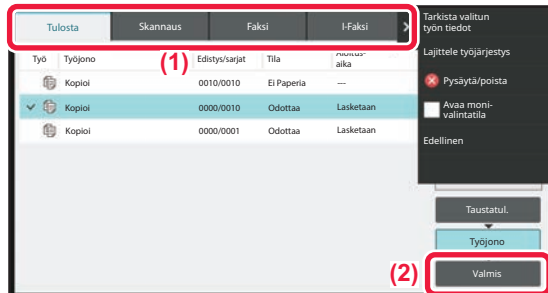 Tulosta
Skannaus
Faksi
I-Faksi
(1)
Työ
Työjono
Edistys/sarjat
Tila
Aloitus-
aika
Kopioi
0010/0010
Ei Paperia
---
Kopioi
0000/0010
Odottaa
Lasketaan
Kopioi
0000/0001
Odottaa
Lasketaan
Tarkista valitun
työn tiedot
Lajittele työjärjestys
Pysäytä/poista
Avaa moni-
valintatila
Edellinen
Taustatul.
Työjono
(2)
Valmis